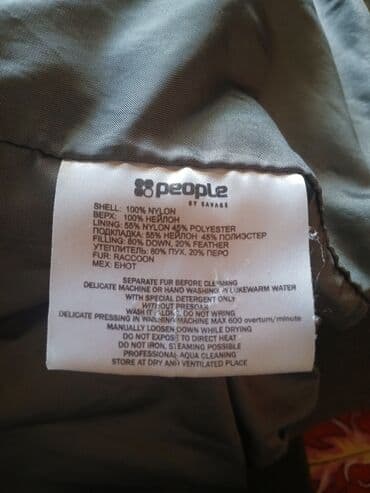 people
BY SAVAGE
SHELL: 100% NYLON
ВЕРХ: 100% НЕЙЛОН
LINING: 55% NYLON 45% POLYESTER
ПОДКЛАДКА: 55% НЕЙЛОН 45% ПОЛИЭСТЕР
FILLING: 80% DOWN, 20% FEATHER
УТЕПЛИТЕЛЬ: 80% ПУХ, 20% ПЕРО
FUR: RACCOON
МЕХ: ЕНОТ
SEPARATE FUR BEFORE CLEANING
DELICATE MACHINE OR HAND WASHING IN LUKEWARM WATER
WITH SPECIAL DETERGENT ONLY
WITHOUT PRESOAK
WASH IT ALONE, DO NOT WRING
DELICATE PRESSING IN WASHING MACHINE MAX 600 overturn/minute
MANUALLY LOOSEN DOWN WHILE DRYING
DO NOT EXPOSE TO DIRECT HEAT
DO NOT IRON, STEAMING POSSIBLE
PROFESSIONAL AQUA CLEANING
STORE AT DRY AND VENTILATED PLACE